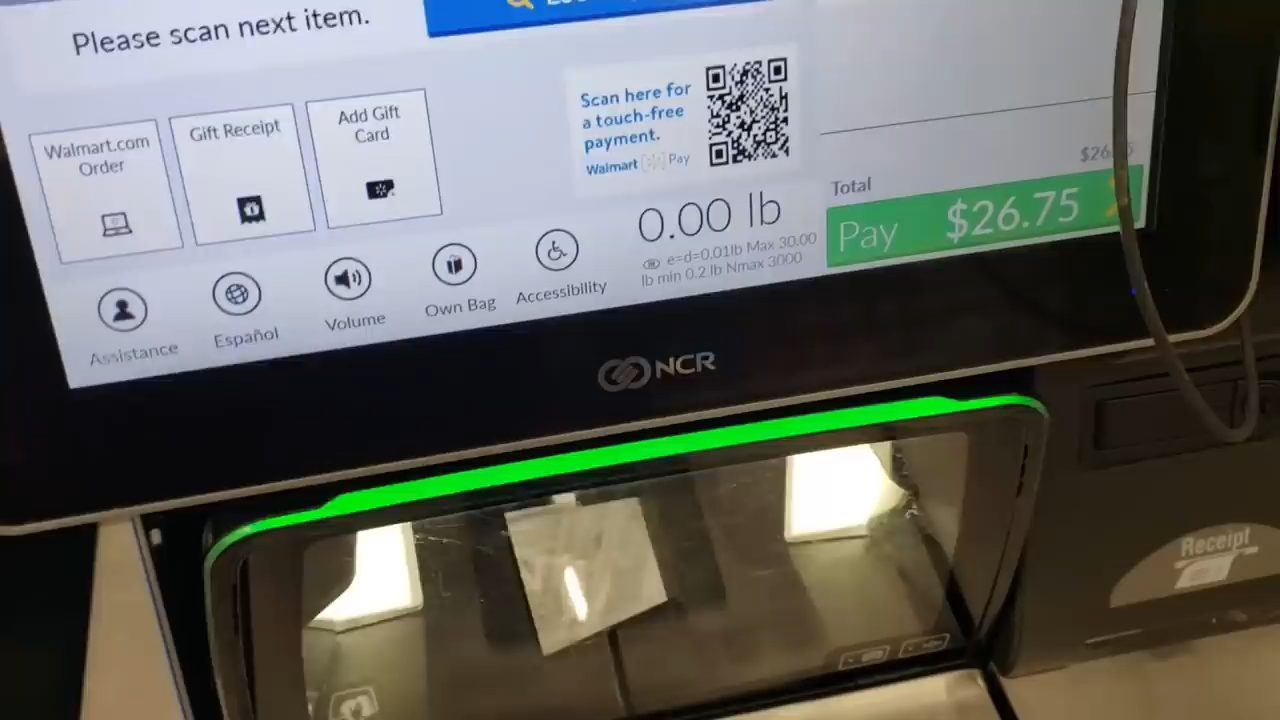 Please scan next item.
Walmart.com
Order
Gift Receipt
Add Gift
Card
Scan here for
a touch-free
payment.
Walmart Pay
Assistance
Español
Volume
Own Bag
Accessibility
0.00 lb
e=d=0.01lb Max 30.00
lb min 0.2 lb Nmax 3000
Total
Pay $26.75
NCR
Receipt